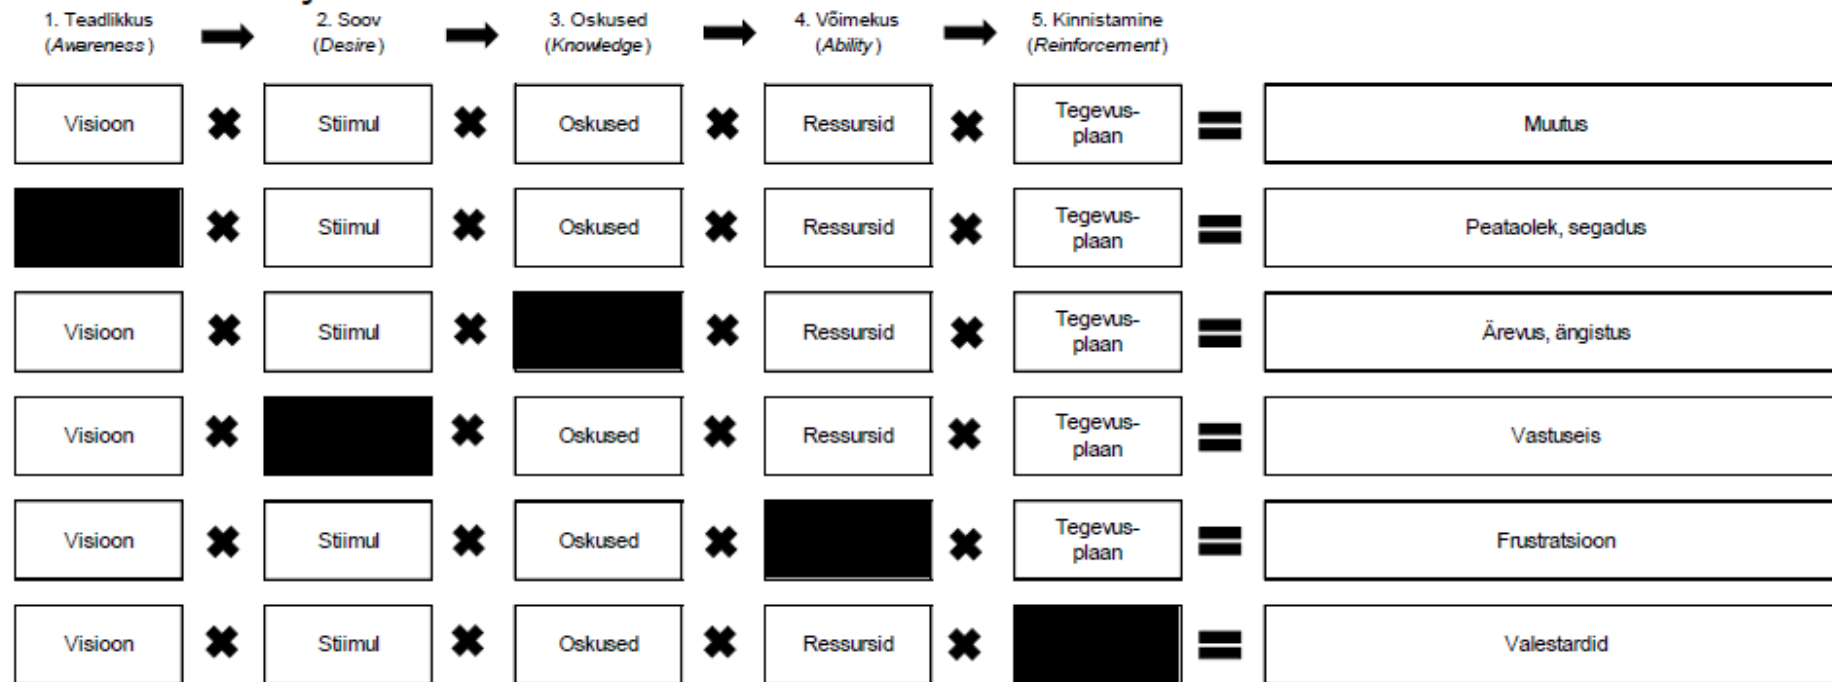 1. Teadlikkus
(Awareness)
2. Soov
(Desire)
3. Oskused
(Knowledge)
4. Võimekus
(Ability)
5. Kinnistamine
(Reinforcement)
Visioon
Stiimul
Oskused
Ressursid
Tegevus-
plaan
Muutus
Stiimul
Oskused
Ressursid
Tegevus-
plaan
Peataolek, segadus
Visioon
Stiimul
Ressursid
Tegevus-
plaan
Ärevus, ängistus
Visioon
Oskused
Ressursid
Tegevus-
plaan
Vastuseis
Visioon
Stiimul
Oskused
Tegevus-
plaan
Frustratsioon
Visioon
Stiimul
Oskused
Ressursid
Valestardid